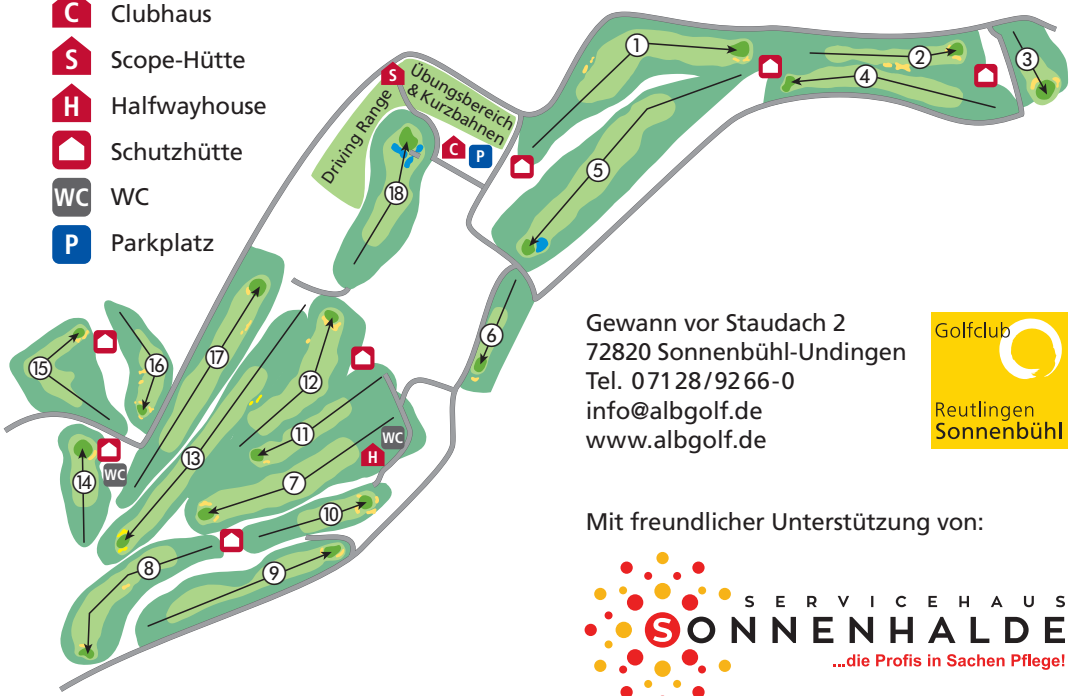 C Clubhaus
S Scope-Hütte
H Halfwayhouse
Schutzhütte
WC WC
P Parkplatz
S
Übungsbereich
& Kurzbahnen
Driving Range
C
P
1
2
3
4
5
18
6
17
16
15
12
11
13
WC
H
14
WC
7
10
8
9
Gewann vor Staudach 2
72820 Sonnenbühl-Undingen
Tel. 07128/9266-0
info@albgolf.de
www.albgolf.de
Golfclub
Reutlingen
Sonnenbühl
Mit freundlicher Unterstützung von:
SERVICEHAUS
SONNENHALDE
...die Profis in Sachen Pflege!